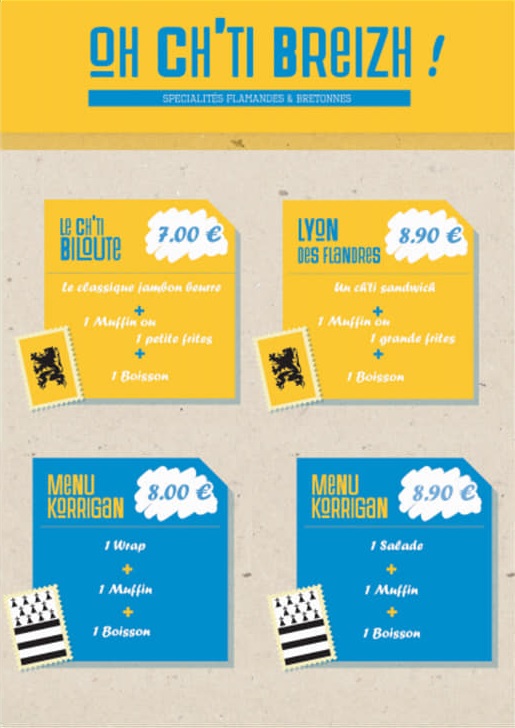 OH CH'TI BREIZH !
SPECIALITÉS FLAMANDES & BRETONNES
LE CH'TI
BILOUTE
7.00 €
Le classique jambon beurre
+
1 Muffin ou
1 petite frites
+
1 Boisson
LYON
DES FLANDRES
8.90 €
Un ch'ti sandwich
+
1 Muffin ou
1 grande frites
+
1 Boisson
MENU
KORRIGAN
8.00 €
1 Wrap
+
1 Muffin
+
1 Boisson
MENU
KORRIGAN
8.90 €
1 Salade
+
1 Muffin
+
1 Boisson